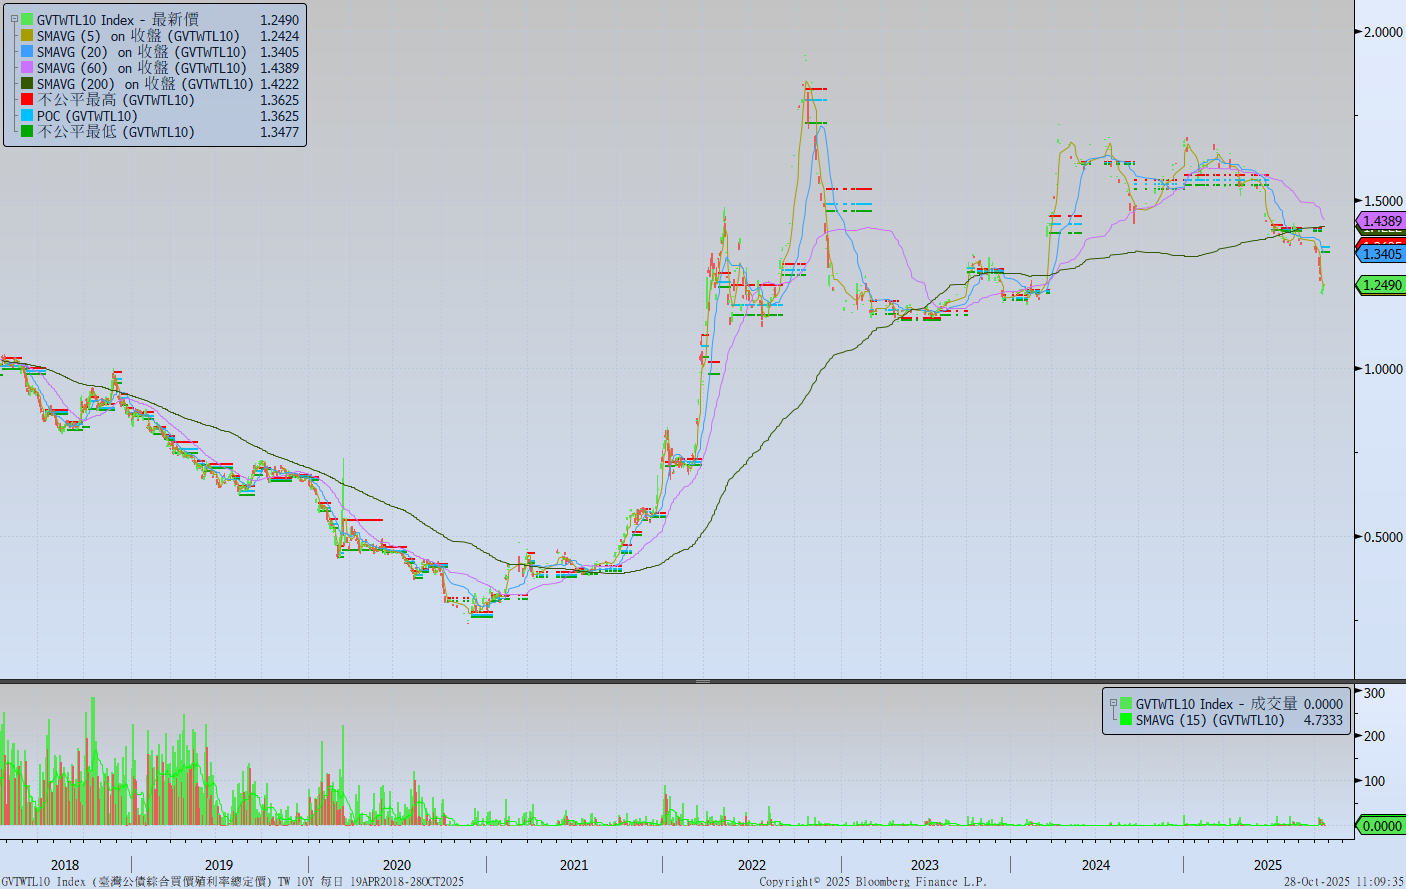 GVTWTL10 Index - 最新價 1.2490
SMAVG (5) on 收盤 (GVTWTL10) 1.2424
SMAVG (20) on 收盤 (GVTWTL10) 1.3405
SMAVG (60) on 收盤 (GVTWTL10) 1.4389
SMAVG (200) on 收盤 (GVTWTL10) 1.4222
不公平最高 (GVTWTL10) 1.3625
POC (GVTWTL10) 1.3625
不公平最低 (GVTWTL10) 1.3477
2.0000
1.5000
1.4389
1.3405
1.2490
1.0000
0.5000
GVTWTL10 Index - 成交量 0.0000
SMAVG (15) (GVTWTL10) 4.7333
300
200
100
0.0000
2018 2019 2020 2021 2022 2023 2024 2025
GVTWTL10 Index (臺灣公債綜合買價殖利率總定價) TW 10Y 每日 19APR2018-28OCT2025
Copyright© 2025 Bloomberg Finance L.P.
28-Oct-2025 11:09:35